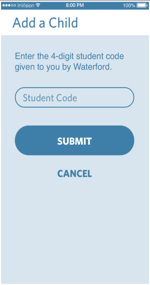 8:00 PM 100%
Add a Child
Enter the 4-digit student code
given to you by Waterford.
Student Code
SUBMIT
CANCEL